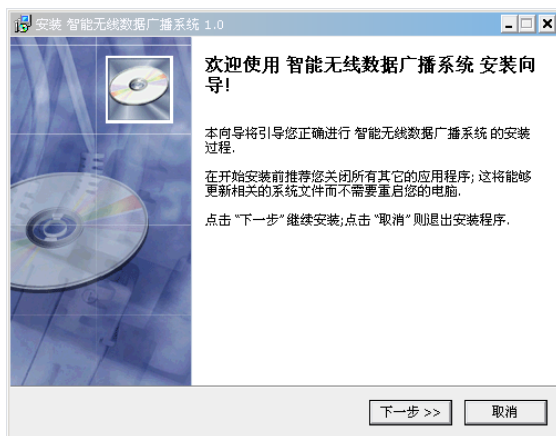 安装 智能无线数据广播系统 1.0
欢迎使用 智能无线数据广播系统 安装向
导!
本向导将引导您正确进行 智能无线数据广播系统 的安装
过程.
在开始安装前推荐您关闭所有其它的应用程序; 这将能够
更新相关的系统文件而不需要重启您的电脑.
点击 “下一步” 继续安装;点击 “取消” 则退出安装程序.
下一步 >>
取消